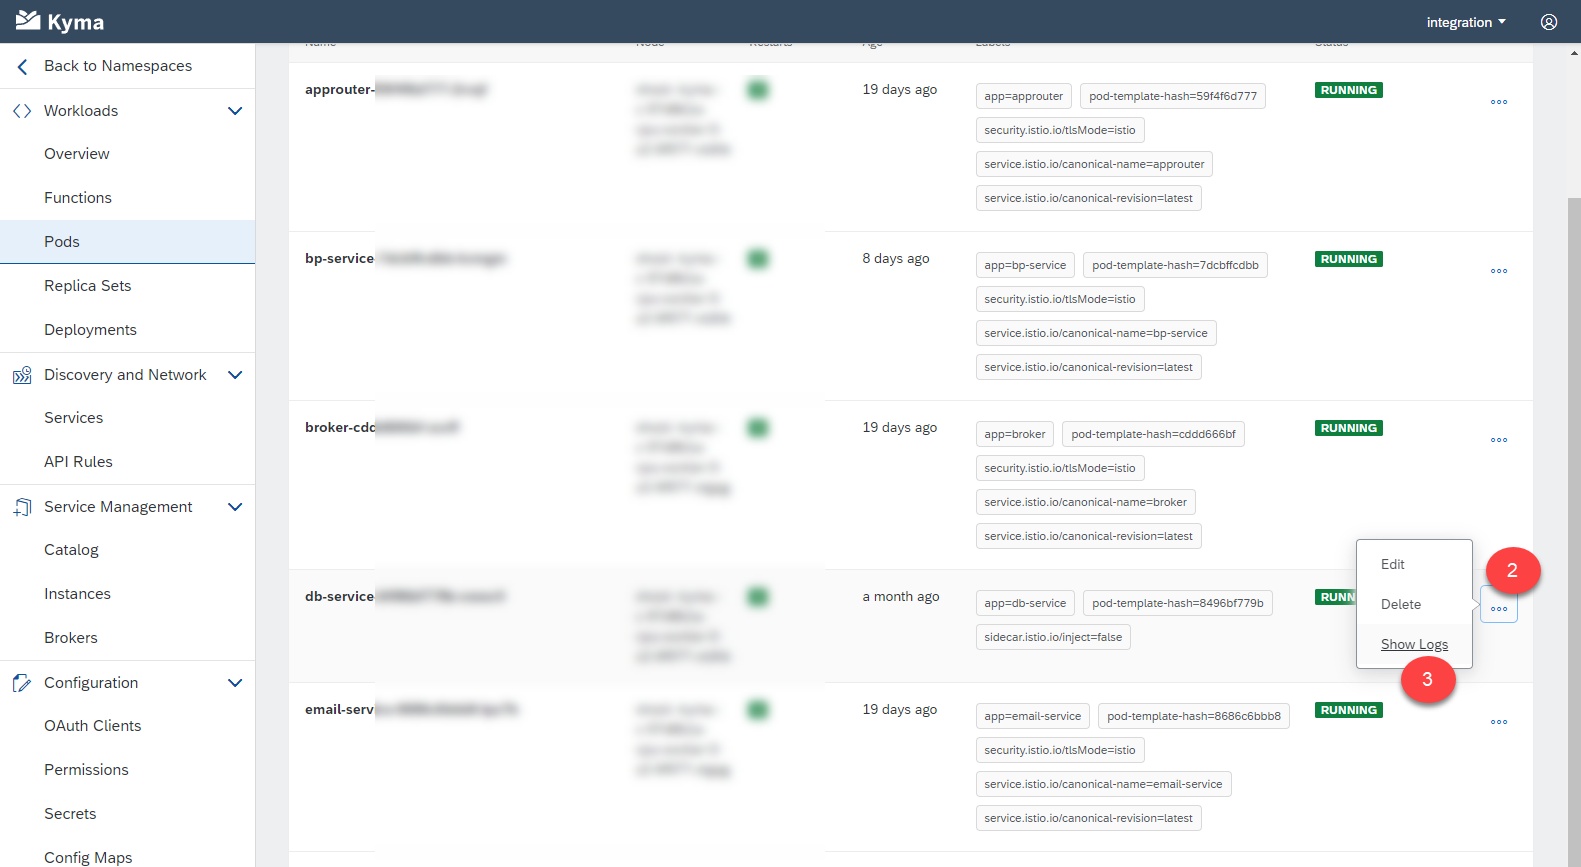 Kyma
integration
Back to Namespaces
Workloads
Overview
Functions
Pods
Replica Sets
Deployments
Discovery and Network
Services
API Rules
Service Management
Catalog
Instances
Brokers
Configuration
OAuth Clients
Permissions
Secrets
Config Maps
Name Node Restarts Age Labels Status
approuter- 19 days ago app=approuter pod-template-hash=59f4f6d777 RUNNING
security.istio.io/tlsMode=istio
service.istio.io/canonical-name=approuter
service.istio.io/canonical-revision=latest
bp-service- 8 days ago app=bp-service pod-template-hash=7dcbffcdbb RUNNING
security.istio.io/tlsMode=istio
service.istio.io/canonical-name=bp-service
service.istio.io/canonical-revision=latest
broker-cdd 19 days ago app=broker pod-template-hash=cddd666bf RUNNING
security.istio.io/tlsMode=istio
service.istio.io/canonical-name=broker
service.istio.io/canonical-revision=latest
db-service a month ago app=db-service pod-template-hash=8496bf779b RUNN
sidecar.istio.io/inject=false
Edit
Delete
Show Logs
2
3
email-serv 19 days ago app=email-service pod-template-hash=8686c6bbb8 RUNNING
security.istio.io/tlsMode=istio
service.istio.io/canonical-name=email-service
service.istio.io/canonical-revision=latest